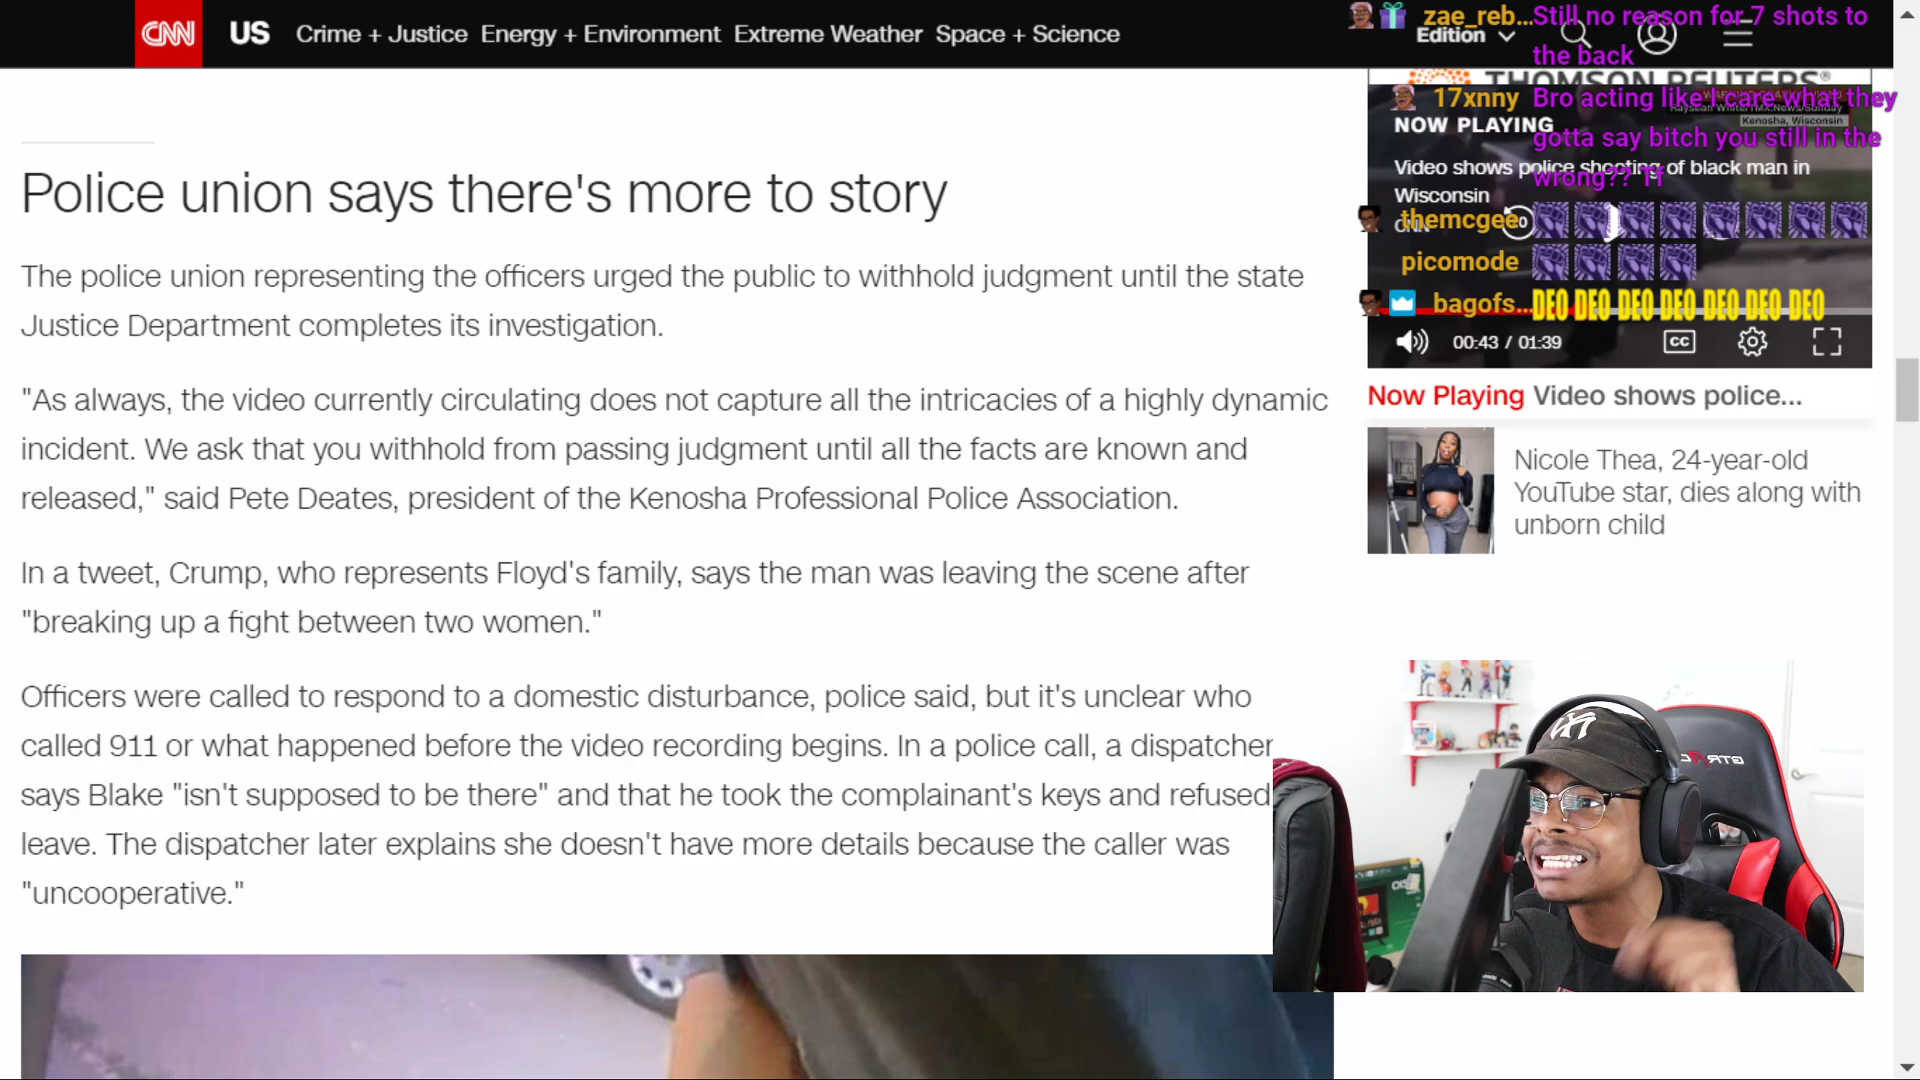 CNN US Crime + Justice Energy + Environment Extreme Weather Space + Science Edition
zae_reb... Still no reason for 7 shots to
the back
THOMSON REUTERS®
17xnny Bro acting like I care what they
Kenosha, Wisconsin
NOW PLAYING
gotta say bitch you still in the
Video shows police shooting of black man in
wrong?? Tf
Wisconsin
CNN
themcgee
picomode
bagofs... DEO DEO DEO DEO DEO DEO DEO
00:43 / 01:39 CC
Now Playing Video shows police...
Nicole Thea, 24-year-old
YouTube star, dies along with
unborn child
Police union says there's more to story
The police union representing the officers urged the public to withhold judgment until the state
Justice Department completes its investigation.
"As always, the video currently circulating does not capture all the intricacies of a highly dynamic
incident. We ask that you withhold from passing judgment until all the facts are known and
released," said Pete Deates, president of the Kenosha Professional Police Association.
In a tweet, Crump, who represents Floyd's family, says the man was leaving the scene after
"breaking up a fight between two women."
Officers were called to respond to a domestic disturbance, police said, but it's unclear who
called 911 or what happened before the video recording begins. In a police call, a dispatcher
says Blake "isn't supposed to be there" and that he took the complainant's keys and refused
leave. The dispatcher later explains she doesn't have more details because the caller was
"uncooperative."